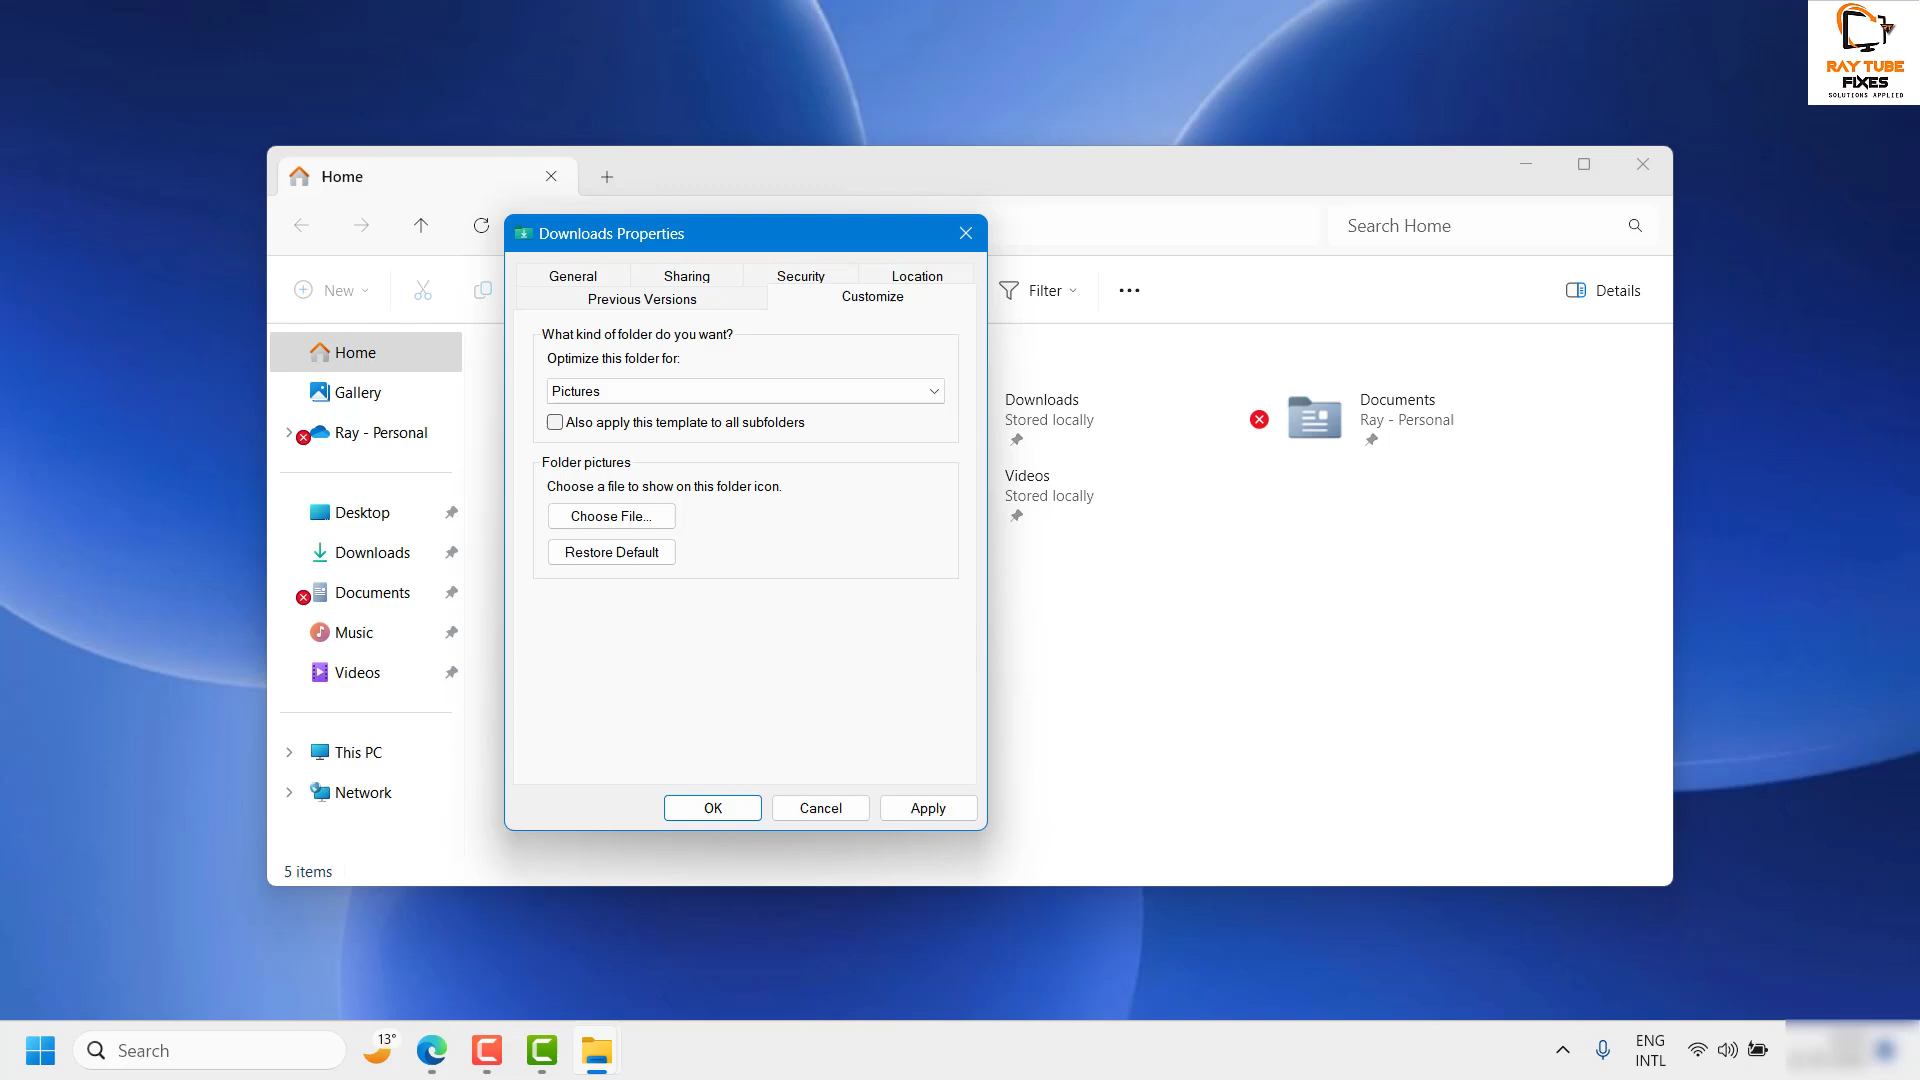 RAY TUBE
FIXES
SOLUTIONS APPLIED
Home
Search Home
New
Filter
Details
Downloads Properties
General
Sharing
Security
Location
Previous Versions
Customize
What kind of folder do you want?
Optimize this folder for:
Pictures
Also apply this template to all subfolders
Folder pictures
Choose a file to show on this folder icon.
Choose File...
Restore Default
OK
Cancel
Apply
Home
Gallery
Ray - Personal
Desktop
Downloads
Documents
Music
Videos
This PC
Network
Downloads
Stored locally
Documents
Ray - Personal
Videos
Stored locally
5 items
Search
13°
ENG
INTL